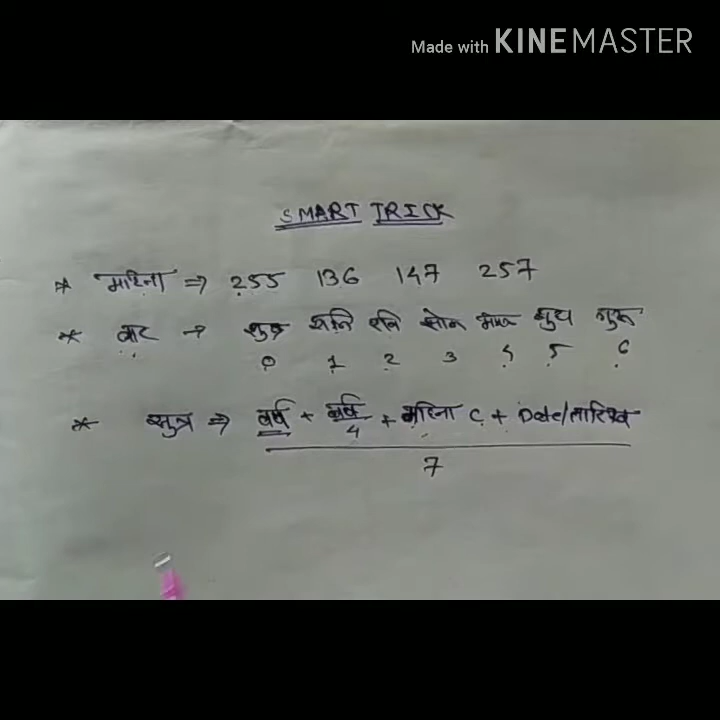 Made with KINEMASTER
SMART TRICK
* महिना ⇒ 255 136 147 257
* वार → शुक्र शनि रवि सोम मंगल बुध गुरू
0 1 2 3 4 5 6
* सुत्र ⇒ वर्ष + वर्ष/4 + महिना C + Date/तारिख
7